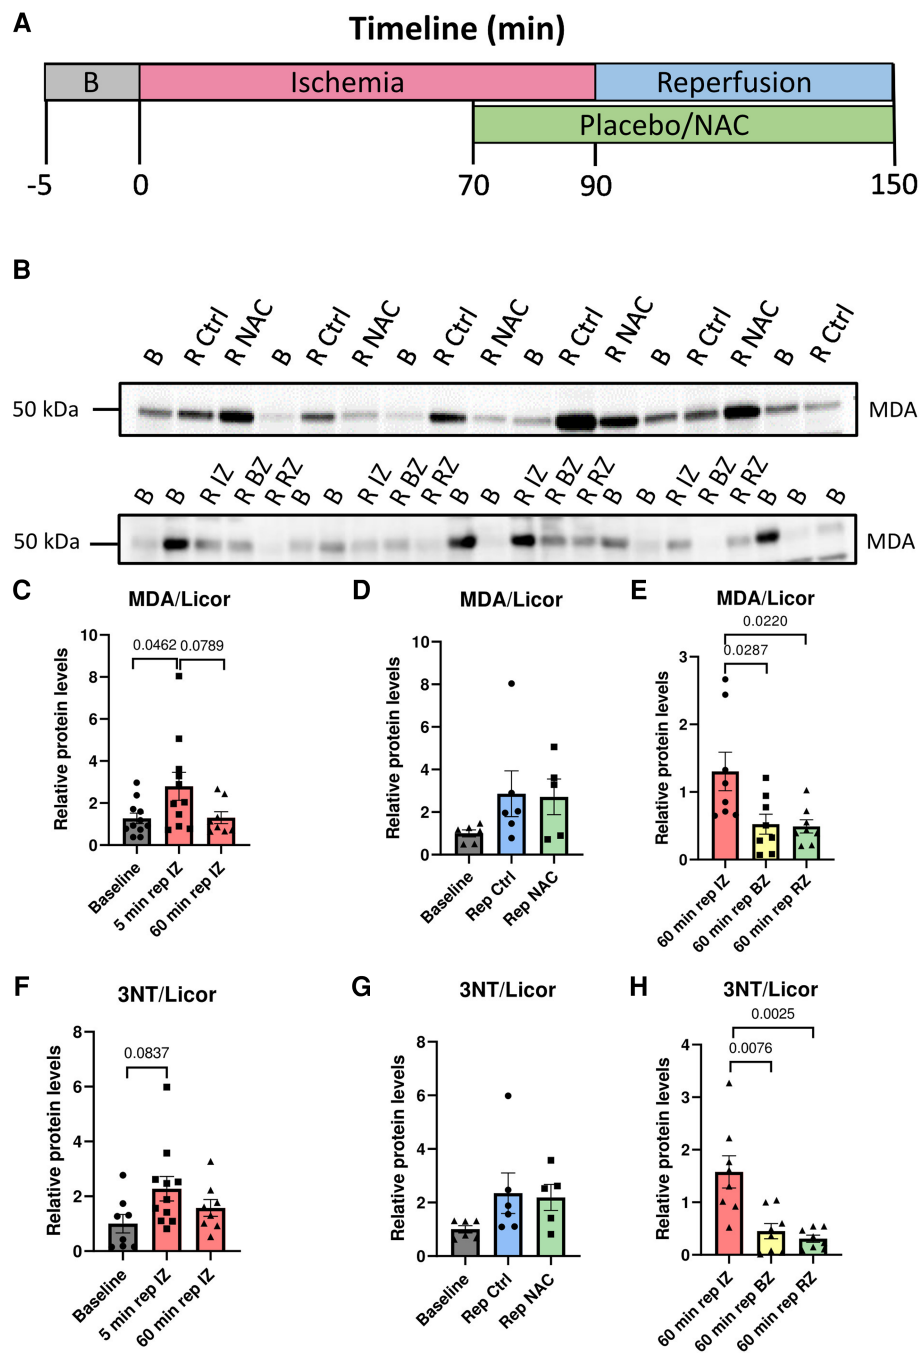 A
Timeline (min)
B Ischemia Reperfusion
Placebo/NAC
-5 0 70 90 150
B
B R Ctrl R NAC B R Ctrl R NAC B R Ctrl R NAC B R Ctrl R NAC B R Ctrl R NAC B R Ctrl
50 kDa MDA
B B R IZ R BZ R RZ B B R IZ R BZ R RZ B B R IZ R BZ R RZ B B R IZ R BZ R RZ B B B
50 kDa MDA
C
MDA/Licor
0.0462 0.0789
Relative protein levels
10
8
6
4
2
0
Baseline
5 min rep IZ
60 min rep IZ
D
MDA/Licor
Relative protein levels
10
8
6
4
2
0
Baseline
Rep Ctrl
Rep NAC
E
MDA/Licor
0.0220
0.0287
Relative protein levels
3
2
1
0
60 min rep IZ
60 min rep BZ
60 min rep RZ
F
3NT/Licor
0.0837
Relative protein levels
8
6
4
2
0
Baseline
5 min rep IZ
60 min rep IZ
G
3NT/Licor
Relative protein levels
8
6
4
2
0
Baseline
Rep Ctrl
Rep NAC
H
3NT/Licor
0.0025
0.0076
Relative protein levels
4
3
2
1
0
60 min rep IZ
60 min rep BZ
60 min rep RZ